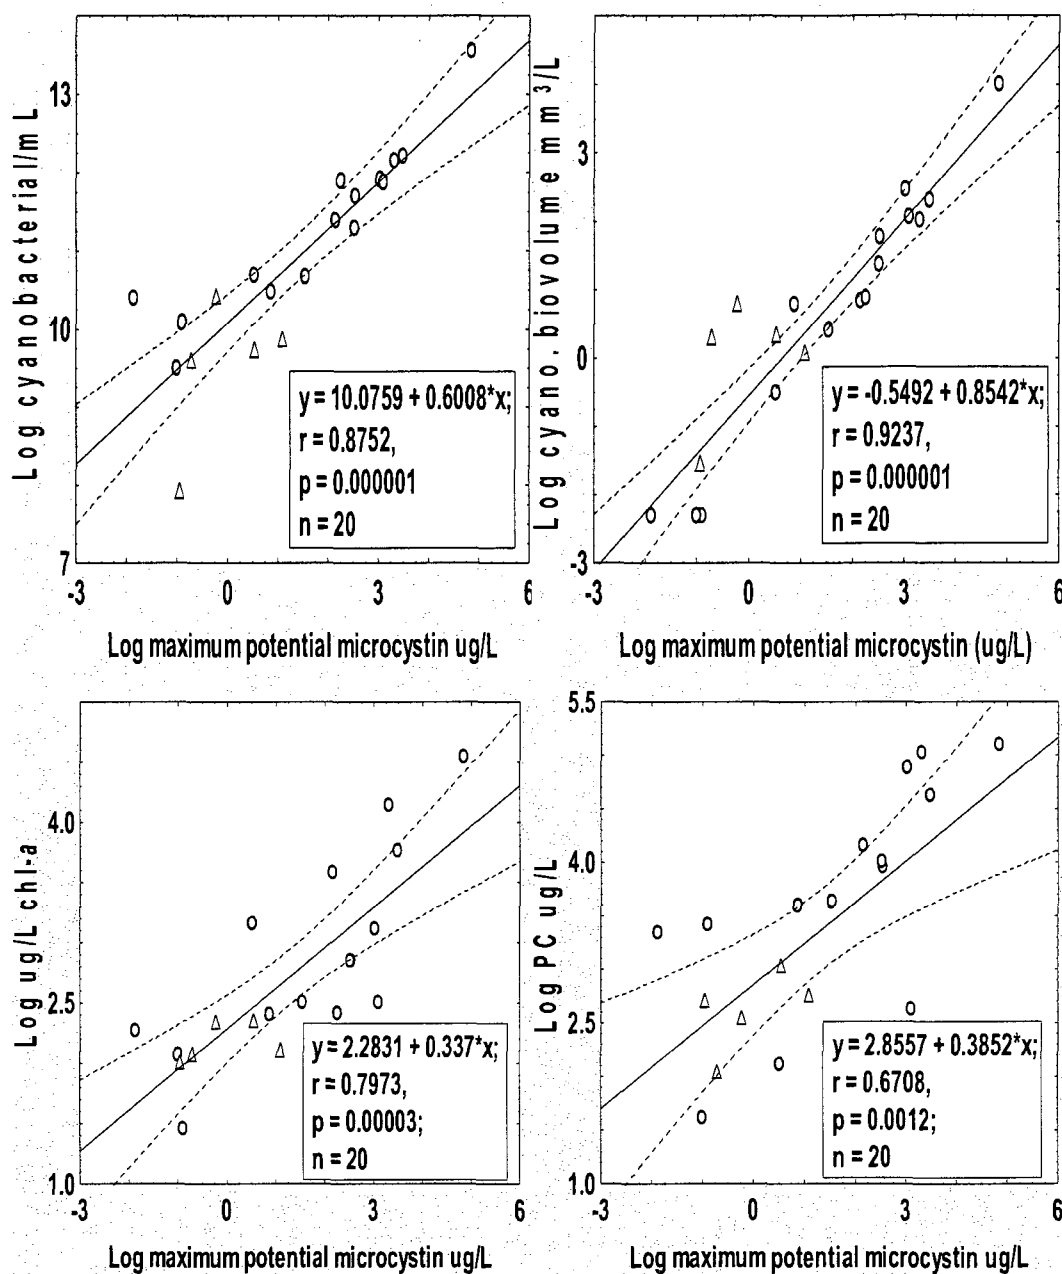 Log cyanobacterial/mL
13
10
7
y = 10.0759 + 0.6008*x;
r = 0.8752,
p = 0.000001
n = 20
-3 0 3 6
Log maximum potential microcystin ug/L
Log cyano. biovolume mm³/L
3
0
-3
y = -0.5492 + 0.8542*x;
r = 0.9237,
p = 0.000001
n = 20
-3 0 3 6
Log maximum potential microcystin (ug/L)
Log ug/L chl-a
4.0
2.5
1.0
y = 2.2831 + 0.337*x;
r = 0.7973,
p = 0.00003;
n = 20
-3 0 3 6
Log maximum potential microcystin ug/L
Log PC ug/L
5.5
4.0
2.5
1.0
y = 2.8557 + 0.3852*x;
r = 0.6708,
p = 0.0012;
n = 20
-3 0 3 6
Log maximum potential microcystin ug/L